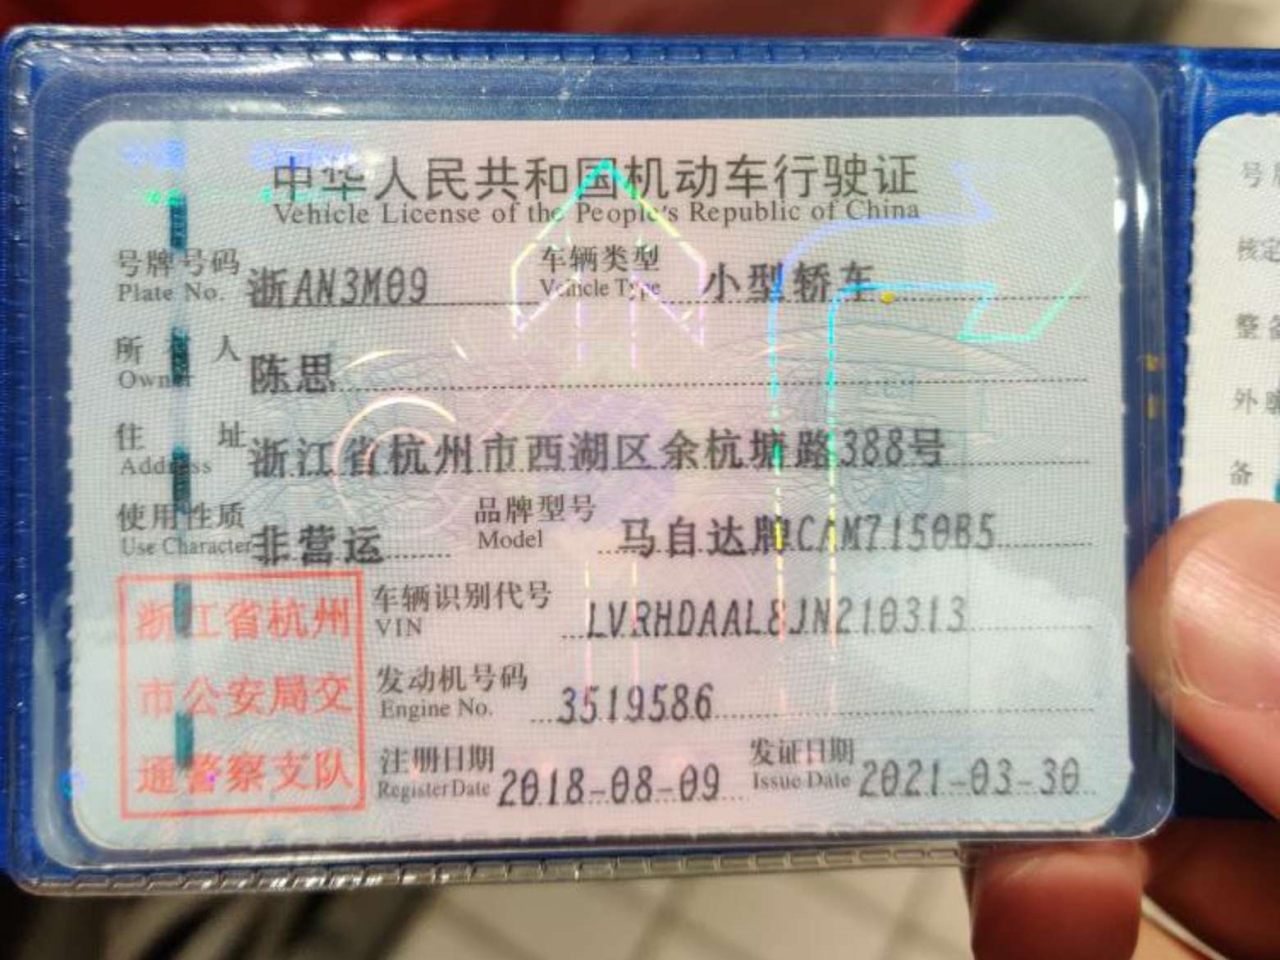 中华人民共和国机动车行驶证
Vehicle License of the People's Republic of China
号牌号码 浙AN3M09 车辆类型 小型轿车
Plate No. Vehicle Type
所有人 陈思
Owner
住址 浙江省杭州市西湖区余杭塘路388号
Address
使用性质 非营运 品牌型号 马自达牌CAM7150B5
Use Character Model
浙江省杭州
市公安局交
通警察支队
车辆识别代号 LVRHDAAL8JN210313
VIN
发动机号码 3519586
Engine No.
注册日期 2018-08-09 发证日期 2021-03-30
Register Date Issue Date
号
核定
整备
外
备